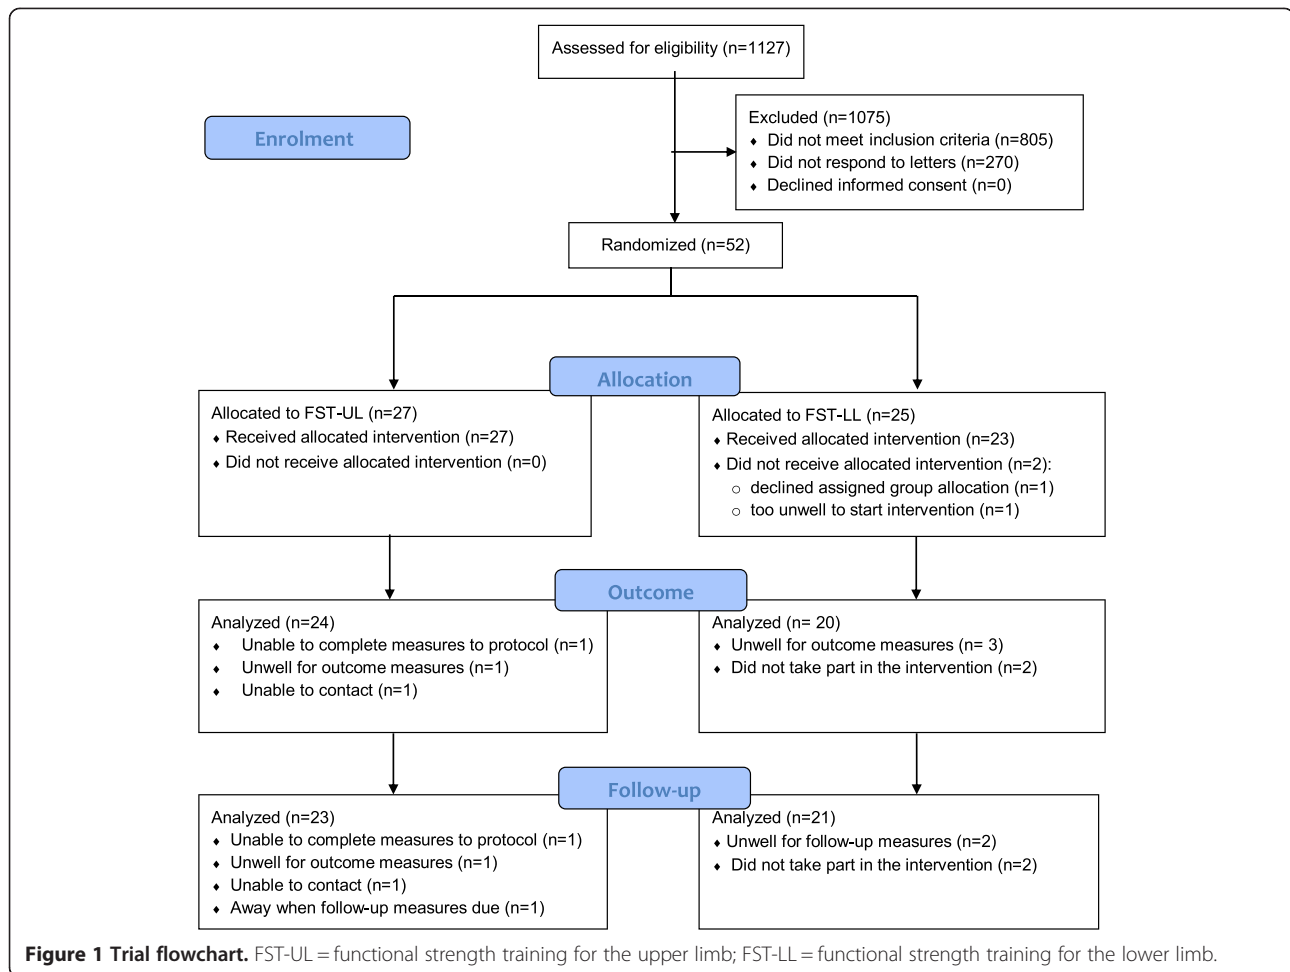 Assessed for eligibility (n=1127)
Enrolment
Excluded (n=1075)
♦ Did not meet inclusion criteria (n=805)
♦ Did not respond to letters (n=270)
♦ Declined informed consent (n=0)
Randomized (n=52)
Allocation
Allocated to FST-UL (n=27)
♦ Received allocated intervention (n=27)
♦ Did not receive allocated intervention (n=0)
Allocated to FST-LL (n=25)
♦ Received allocated intervention (n=23)
♦ Did not receive allocated intervention (n=2):
○ declined assigned group allocation (n=1)
○ too unwell to start intervention (n=1)
Outcome
Analyzed (n=24)
♦ Unable to complete measures to protocol (n=1)
♦ Unwell for outcome measures (n=1)
♦ Unable to contact (n=1)
Analyzed (n= 20)
♦ Unwell for outcome measures (n= 3)
♦ Did not take part in the intervention (n=2)
Follow-up
Analyzed (n=23)
♦ Unable to complete measures to protocol (n=1)
♦ Unwell for outcome measures (n=1)
♦ Unable to contact (n=1)
♦ Away when follow-up measures due (n=1)
Analyzed (n=21)
♦ Unwell for follow-up measures (n=2)
♦ Did not take part in the intervention (n=2)
Figure 1 Trial flowchart. FST-UL = functional strength training for the upper limb; FST-LL = functional strength training for the lower limb.